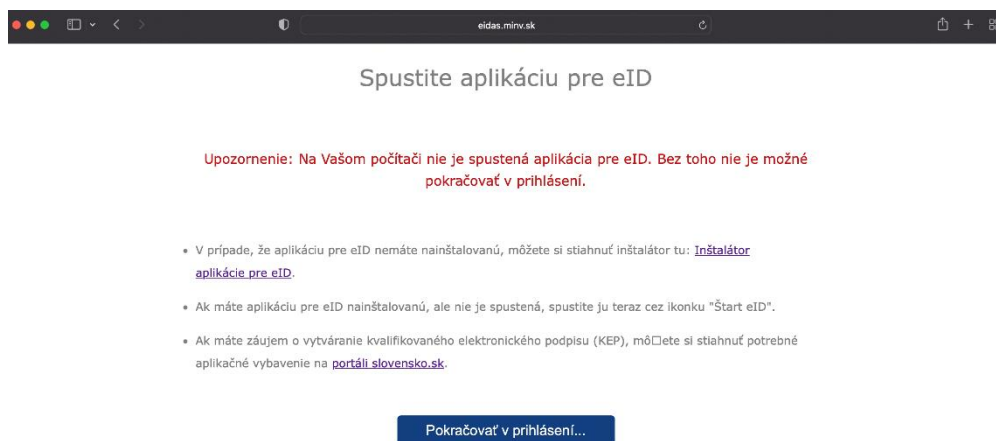 eidas.minv.sk
Spustite aplikáciu pre eID
Upozornenie: Na Vašom počítači nie je spustená aplikácia pre eID. Bez toho nie je možné
pokračovať v prihlásení.
• V prípade, že aplikáciu pre eID nemáte nainštalovanú, môžete si stiahnuť inštalátor tu: Inštalátor
aplikácie pre eID.
• Ak máte aplikáciu pre eID nainštalovanú, ale nie je spustená, spustite ju teraz cez ikonku "Štart eID".
• Ak máte záujem o vytváranie kvalifikovaného elektronického podpisu (KEP), mô□ete si stiahnuť potrebné
aplikačné vybavenie na portáli slovensko.sk.
Pokračovať v prihlásení...